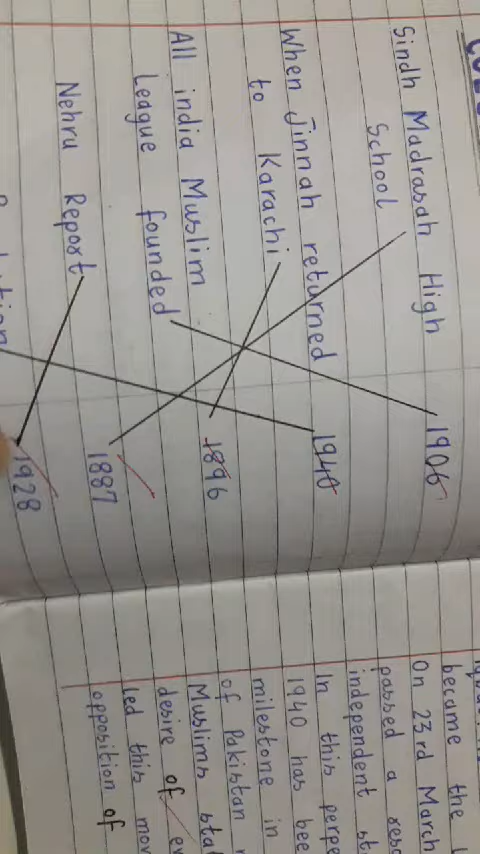 Sindh Madrasah High
School
When Jinnah returned
to Karachi
All india Muslim
League founded
Nehru Report
1906
1940
1896
1887
1928
became the
On 23rd March
passed a
independent
In this
1940 has
milestone in
of Pakistan
Muslims
desire of
led this
opposition of